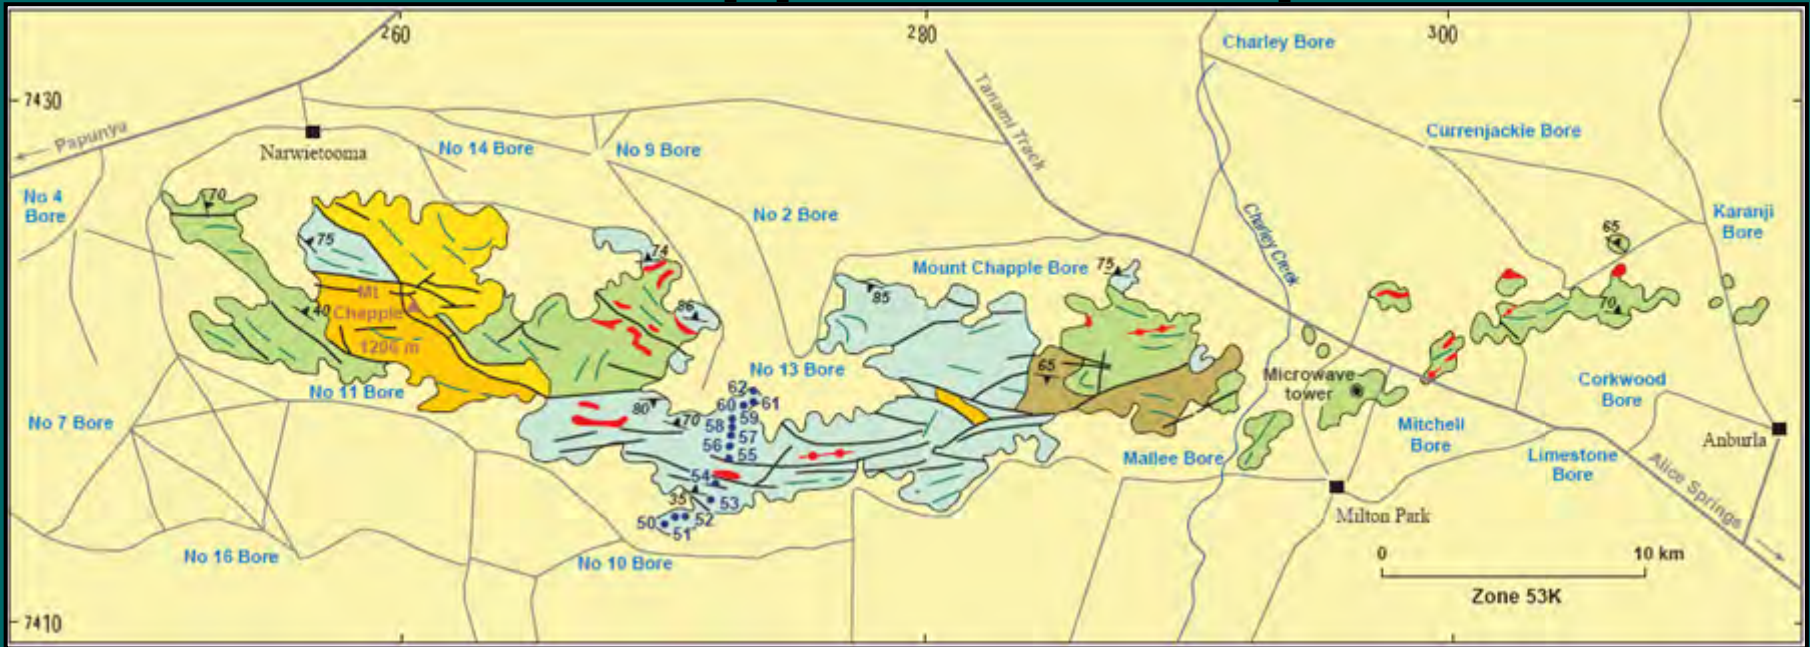 260
280
300
Charley Bore
7430
Papunya
Narwietooma
No 14 Bore
No 9 Bore
Tanami Track
Currenjackie Bore
No 4
Bore
70
75
No 2 Bore
Charley Creek
Karanji
Bore
65
74
Mount Chapple Bore
75
85
86
70
Mt
Chapple
1296 m
40
No 11 Bore
No 13 Bore
65
Microwave
tower
Corkwood
Bore
No 7 Bore
80
70
62
61
60
59
58
57
56
55
54
53
35
52
50
51
Mallee Bore
Mitchell
Bore
Limestone
Bore
Anburla
Alice Springs
Milton Park
No 16 Bore
No 10 Bore
0
10 km
Zone 53K
7410